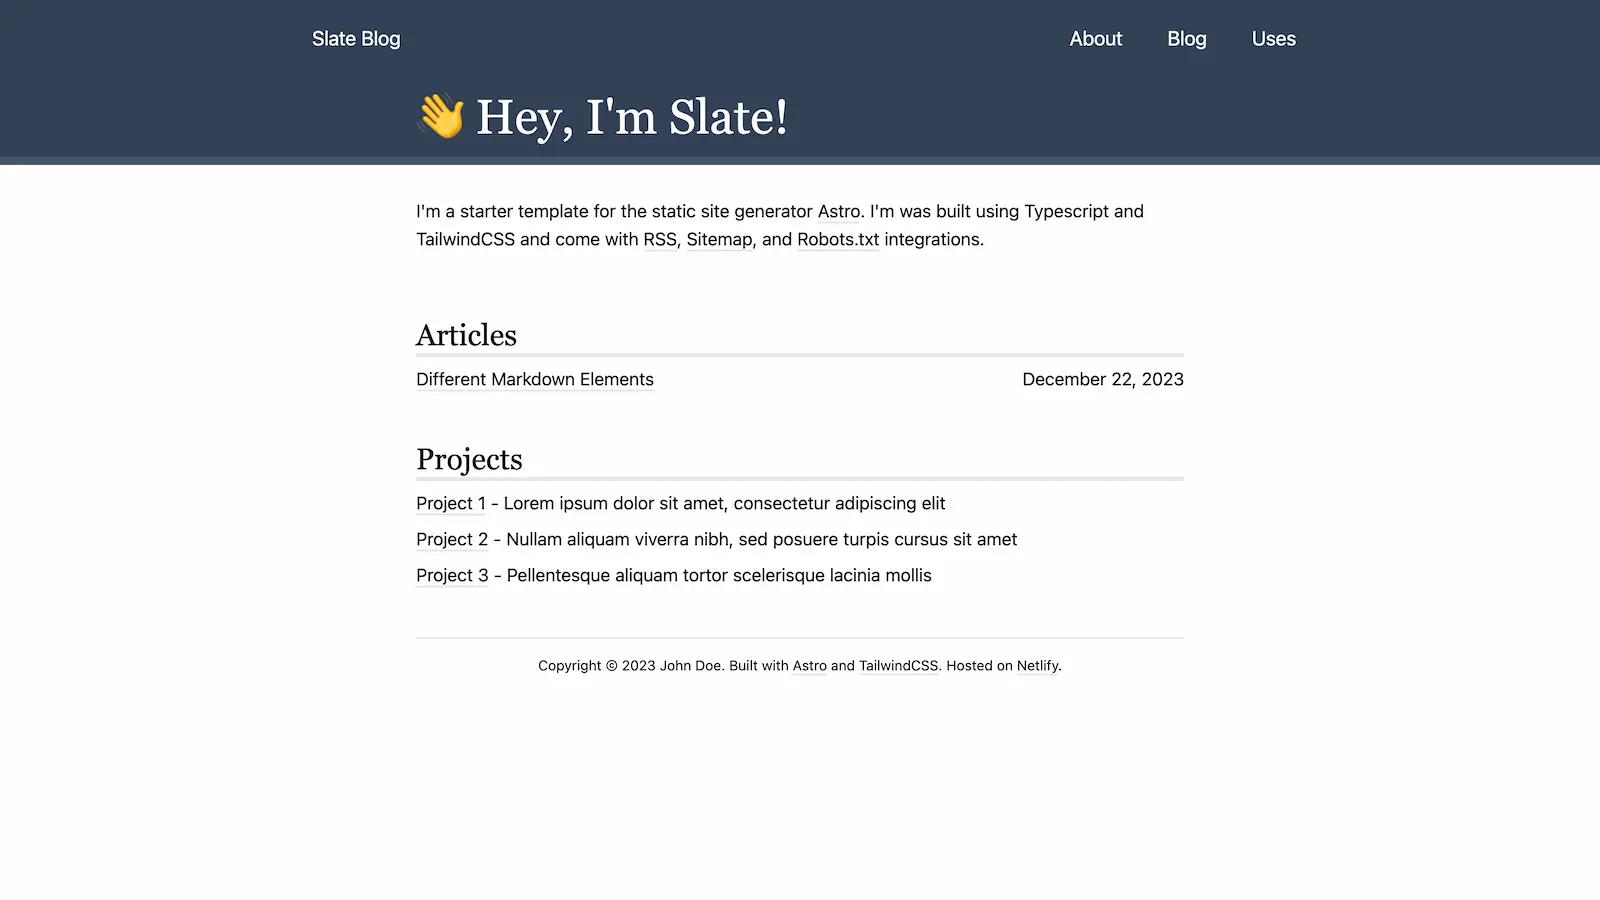 Slate Blog
About
Blog
Uses
👋 Hey, I'm Slate!
I'm a starter template for the static site generator Astro. I'm was built using Typescript and
TailwindCSS and come with RSS, Sitemap, and Robots.txt integrations.
Articles
Different Markdown Elements
December 22, 2023
Projects
Project 1 - Lorem ipsum dolor sit amet, consectetur adipiscing elit
Project 2 - Nullam aliquam viverra nibh, sed posuere turpis cursus sit amet
Project 3 - Pellentesque aliquam tortor scelerisque lacinia mollis
Copyright © 2023 John Doe. Built with Astro and TailwindCSS. Hosted on Netlify.